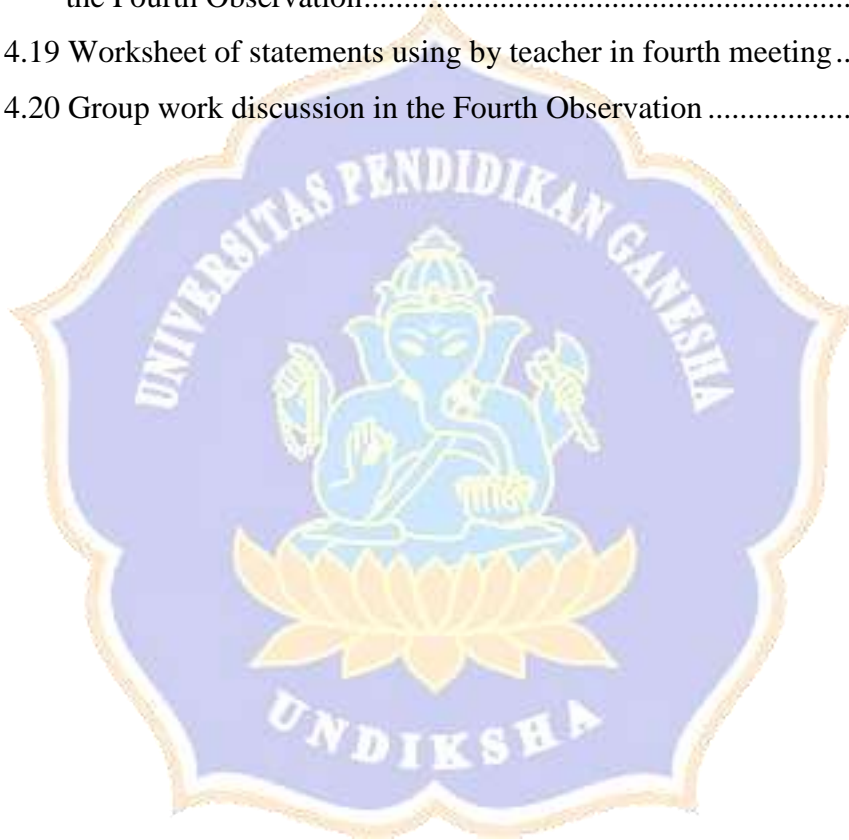 the Fourth Observation..........................................................
4.19 Worksheet of statements using by teacher in fourth meeting..
4.20 Group work discussion in the Fourth Observation..................
UNIVERSITAS PENDIDIKAN GANESHA
UNDIKSHA